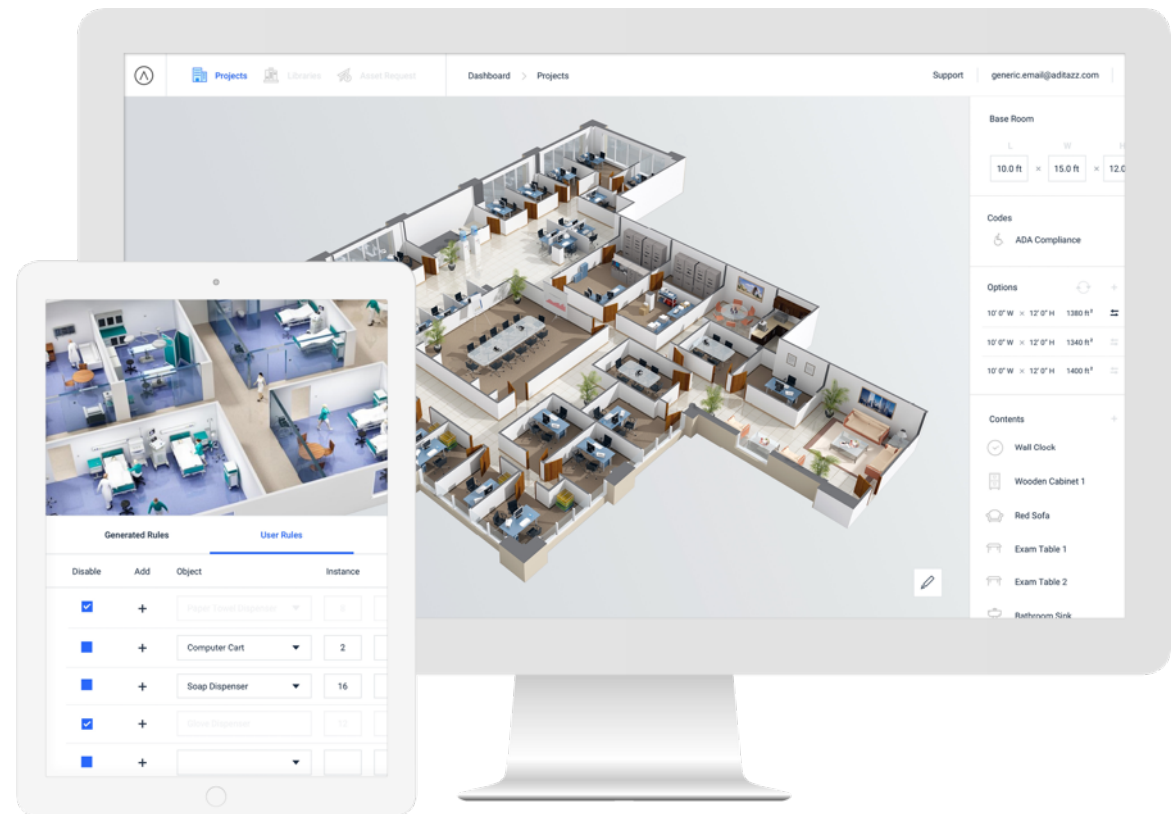 Projects Libraries Asset Request Dashboard > Projects Support generic.email@aditazz.com
Base Room
L W H
10.0 ft × 15.0 ft × 12.0
Codes
ADA Compliance
Options +
10' 0" W × 12' 0" H 1380 ft²
10' 0" W × 12' 0" H 1340 ft²
10' 0" W × 12' 0" H 1400 ft²
Contents +
Wall Clock
Wooden Cabinet 1
Red Sofa
Exam Table 1
Exam Table 2
Bathroom Sink
Generated Rules User Rules
Disable Add Object Instance
+ Paper Towel Dispenser
+ Computer Cart 2
+ Soap Dispenser 16
+ Glove Dispenser 12
+